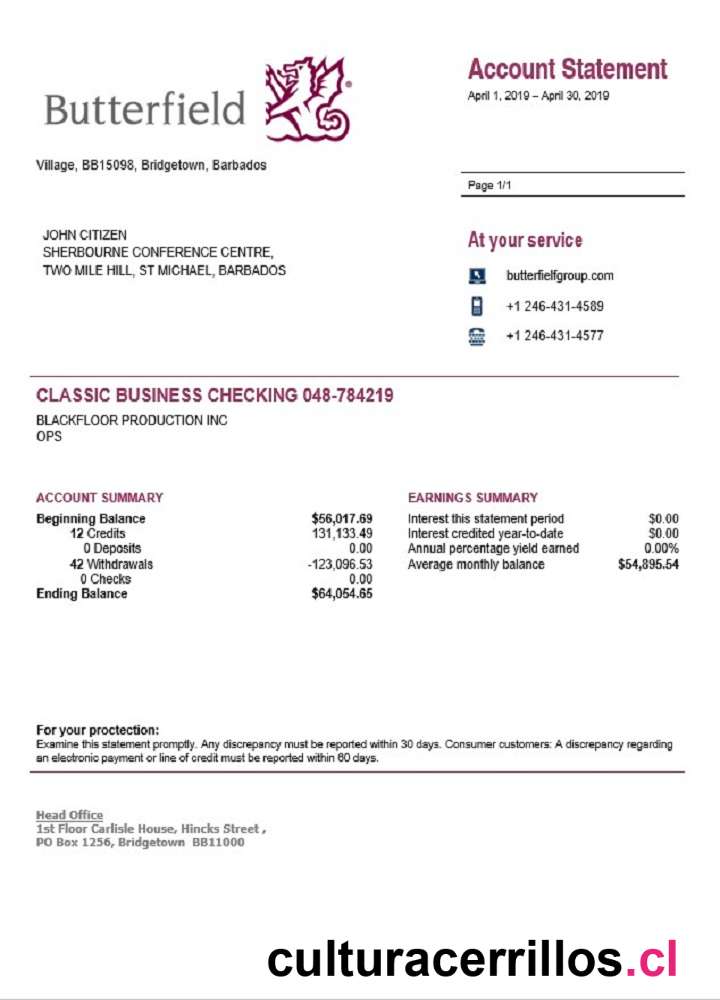 Butterfield
Account Statement
April 1, 2019 – April 30, 2019
Village, BB15098, Bridgetown, Barbados
Page 1/1
JOHN CITIZEN
SHERBOURNE CONFERENCE CENTRE,
TWO MILE HILL, ST MICHAEL, BARBADOS
At your service
butterfielfgroup.com
+1 246-431-4589
+1 246-431-4577
CLASSIC BUSINESS CHECKING 048-784219
BLACKFLOOR PRODUCTION INC
OPS
ACCOUNT SUMMARY
Beginning Balance $56,017.69
12 Credits 131,133.49
0 Deposits 0.00
42 Withdrawals -123,096.53
0 Checks 0.00
Ending Balance $64,054.65
EARNINGS SUMMARY
Interest this statement period $0.00
Interest credited year-to-date $0.00
Annual percentage yield earned 0.00%
Average monthly balance $54,895.54
For your proctection:
Examine this statement promptly. Any discrepancy must be reported within 30 days. Consumer customers: A discrepancy regarding
an electronic payment or line of credit must be reported within 60 days.
Head Office
1st Floor Carlisle House, Hincks Street ,
PO Box 1256, Bridgetown BB11000
culturacerrillos.cl